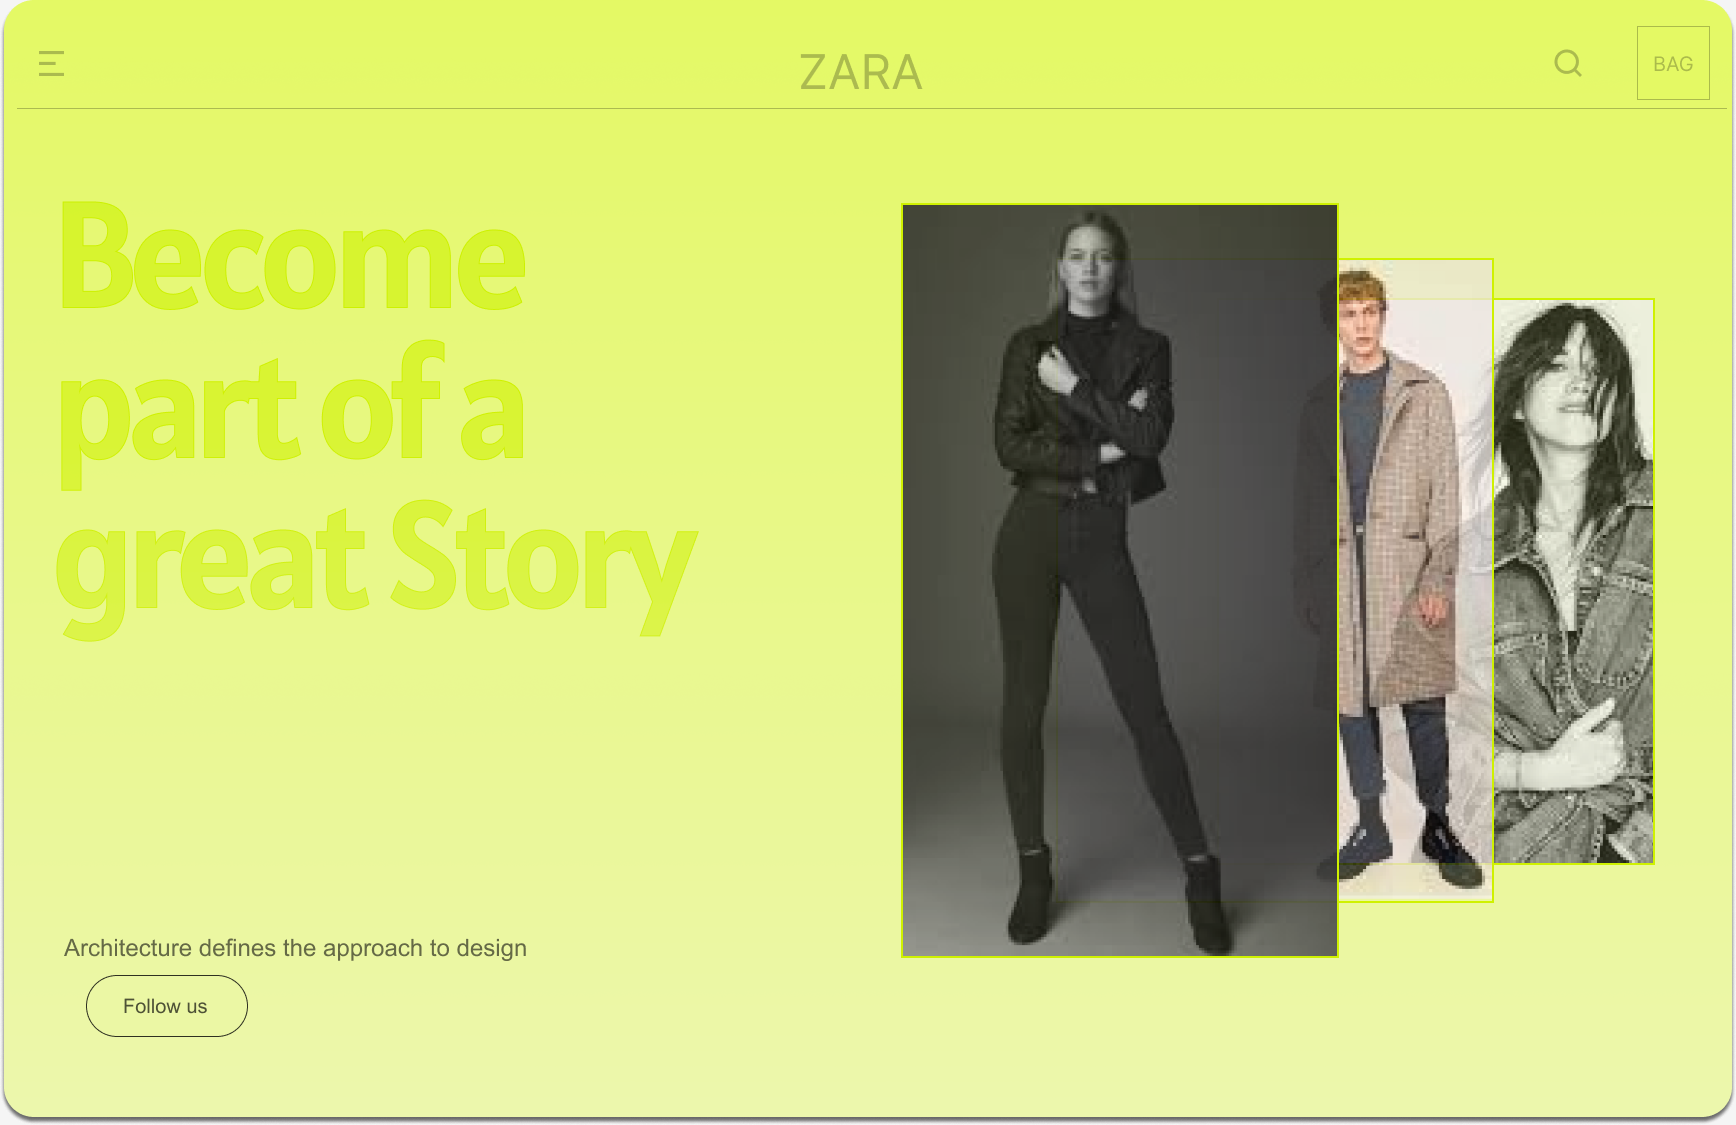 ZARA
BAG
Become
part of a
great Story
Architecture defines the approach to design
Follow us